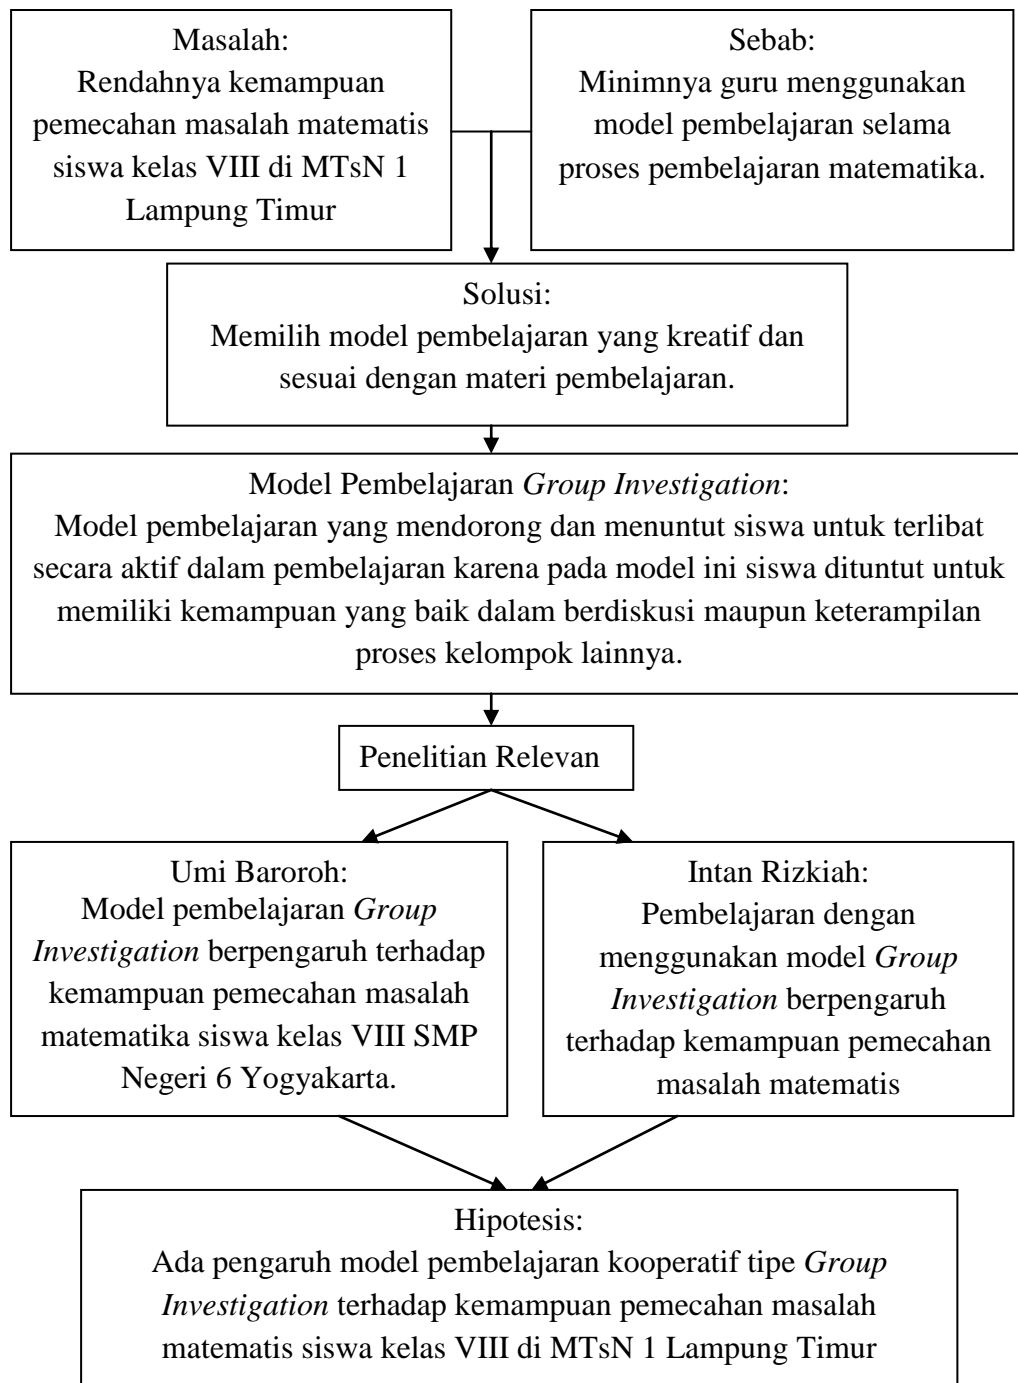 Masalah:
Rendahnya kemampuan
pemecahan masalah matematis
siswa kelas VIII di MTsN 1
Lampung Timur
Sebab:
Minimnya guru menggunakan
model pembelajaran selama
proses pembelajaran matematika.
Solusi:
Memilih model pembelajaran yang kreatif dan
sesuai dengan materi pembelajaran.
Model Pembelajaran Group Investigation:
Model pembelajaran yang mendorong dan menuntut siswa untuk terlibat
secara aktif dalam pembelajaran karena pada model ini siswa dituntut untuk
memiliki kemampuan yang baik dalam berdiskusi maupun keterampilan
proses kelompok lainnya.
Penelitian Relevan
Umi Baroroh:
Model pembelajaran Group
Investigation berpengaruh terhadap
kemampuan pemecahan masalah
matematika siswa kelas VIII SMP
Negeri 6 Yogyakarta.
Intan Rizkiah:
Pembelajaran dengan
menggunakan model Group
Investigation berpengaruh
terhadap kemampuan pemecahan
masalah matematis
Hipotesis:
Ada pengaruh model pembelajaran kooperatif tipe Group
Investigation terhadap kemampuan pemecahan masalah
matematis siswa kelas VIII di MTsN 1 Lampung Timur